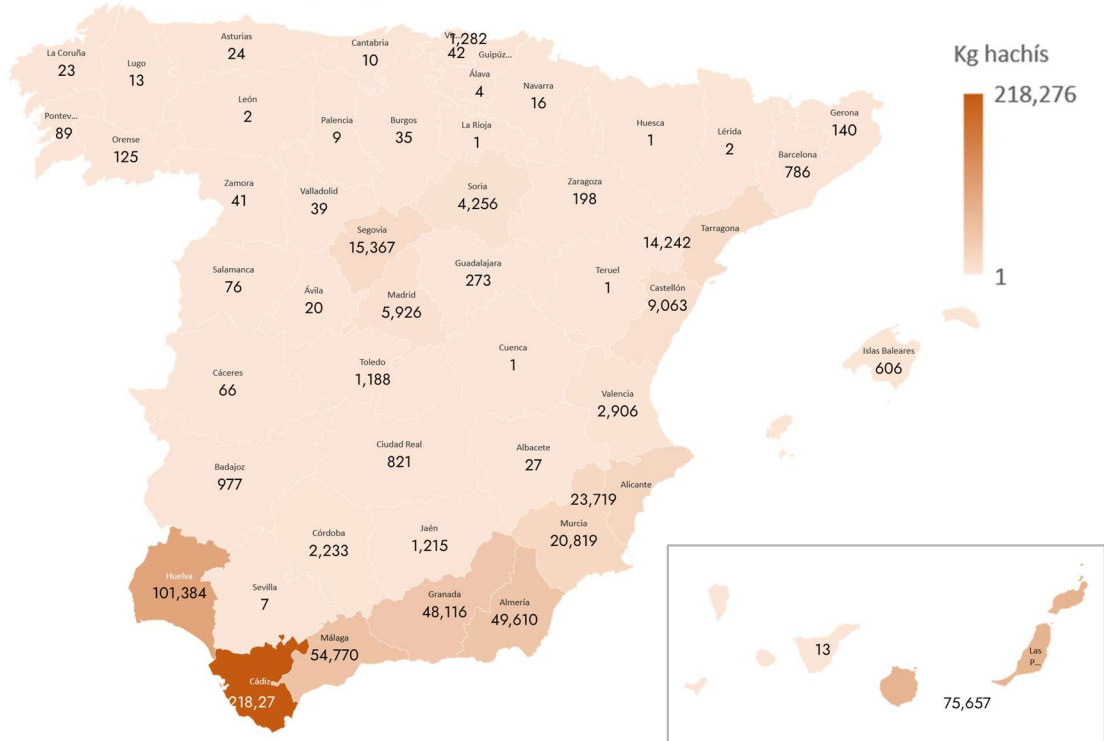 Asturias
24
Cantabria
10
1,282
42
Guipúz...
La Coruña
23
Lugo
13
Álava
4
Navarra
16
Kg hachís
218,276
León
2
Palencia
9
Burgos
35
La Rioja
1
Huesca
1
Lérida
2
Gerona
140
Pontev...
89
Orense
125
Barcelona
786
Zamora
41
Valladolid
39
Soria
4,256
Zaragoza
198
Segovia
15,367
14,242
Tarragona
Salamanca
76
Ávila
20
Madrid
5,926
Guadalajara
273
Teruel
1
Castellón
9,063
1
Cáceres
66
Toledo
1,188
Cuenca
1
Islas Baleares
606
Valencia
2,906
Badajoz
977
Ciudad Real
821
Albacete
27
Alicante
23,719
Murcia
20,819
Córdoba
2,233
Jaén
1,215
Huelva
101,384
Sevilla
7
Granada
48,116
Almería
49,610
Málaga
54,770
Cádiz
218,27
13
Las
P...
75,657